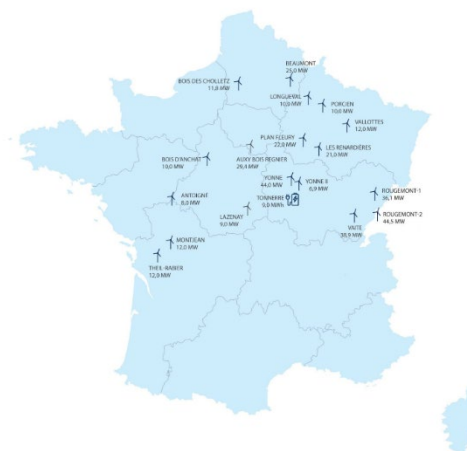 BEAUMONT
25,0 MW
BOIS DES CHOLLETZ
11,8 MW
LONGUEVAL
10,0 MW
PORCIEN
10,0 MW
VALLOTTES
12,0 MW
PLAN FLEURY
22,0 MW
LES RENARDIÈRES
21,0 MW
BOIS D'ANCHAT
10,0 MW
AUXY BOIS REGNIER
29,4 MW
YONNE
44,0 MW
YONNE II
6,9 MW
TONNERRE
9,0 MWh
ROUGEMONT-1
36,1 MW
ROUGEMONT-2
44,5 MW
ANTOIGNÉ
8,0 MW
LAZENAY
9,0 MW
VAITE
38,9 MW
MONTJEAN
12,0 MW
THEIL-RABIER
12,0 MW